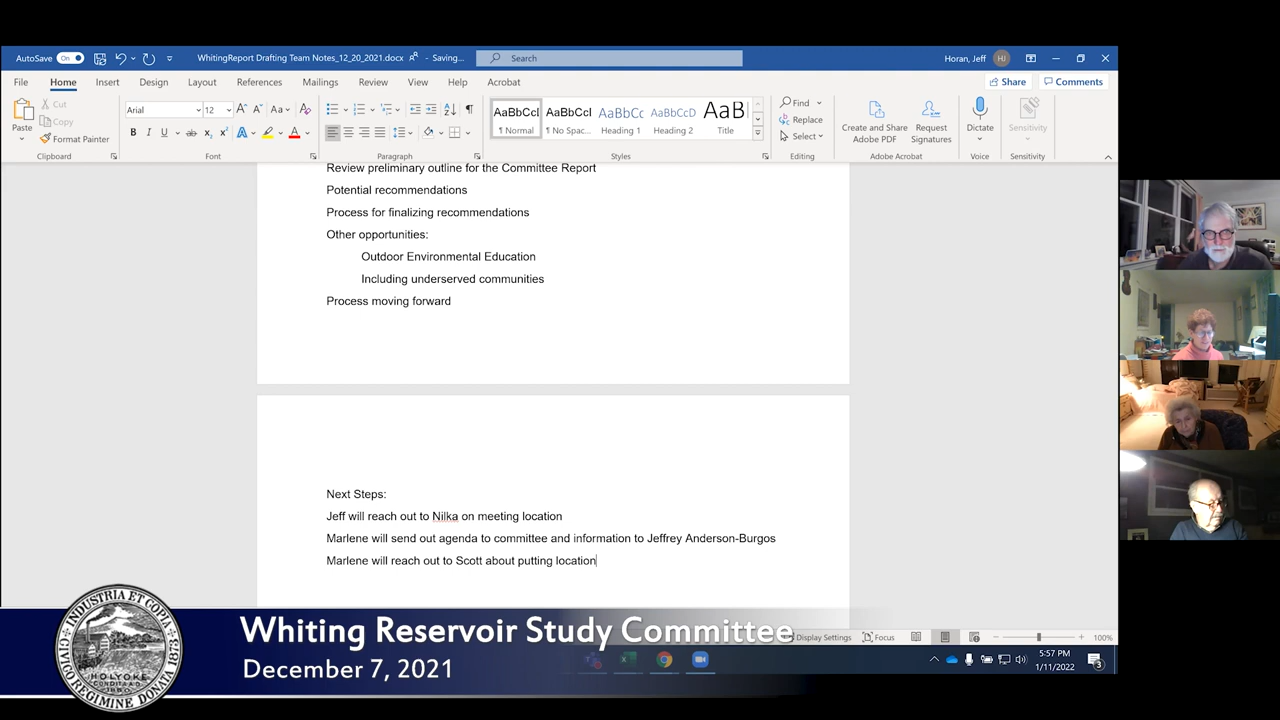 AutoSave On WhitingReport Drafting Team Notes_12_20_2021.docx - Saving... Search Horan, Jeff HJ
File Home Insert Design Layout References Mailings Review View Help Acrobat Share Comments
Paste Cut Copy Format Painter
Arial 12 Aa
AaBbCcI AaBbCcI AaBbCc AaBbCcD AaB
¶ Normal ¶ No Spac... Heading 1 Heading 2 Title
Find Replace Select
Create and Share Adobe PDF Request Signatures Dictate Sensitivity
Clipboard Font Paragraph Styles Editing Adobe Acrobat Voice Sensitivity
Review preliminary outline for the Committee Report
Potential recommendations
Process for finalizing recommendations
Other opportunities:
Outdoor Environmental Education
Including underserved communities
Process moving forward
Next Steps:
Jeff will reach out to Nilka on meeting location
Marlene will send out agenda to committee and information to Jeffrey Anderson-Burgos
Marlene will reach out to Scott about putting location
Display Settings Focus 100%
Whiting Reservoir Study Committee
December 7, 2021
5:57 PM
1/11/2022
3
INDUSTRIA ET COPIA
HOLYOKE